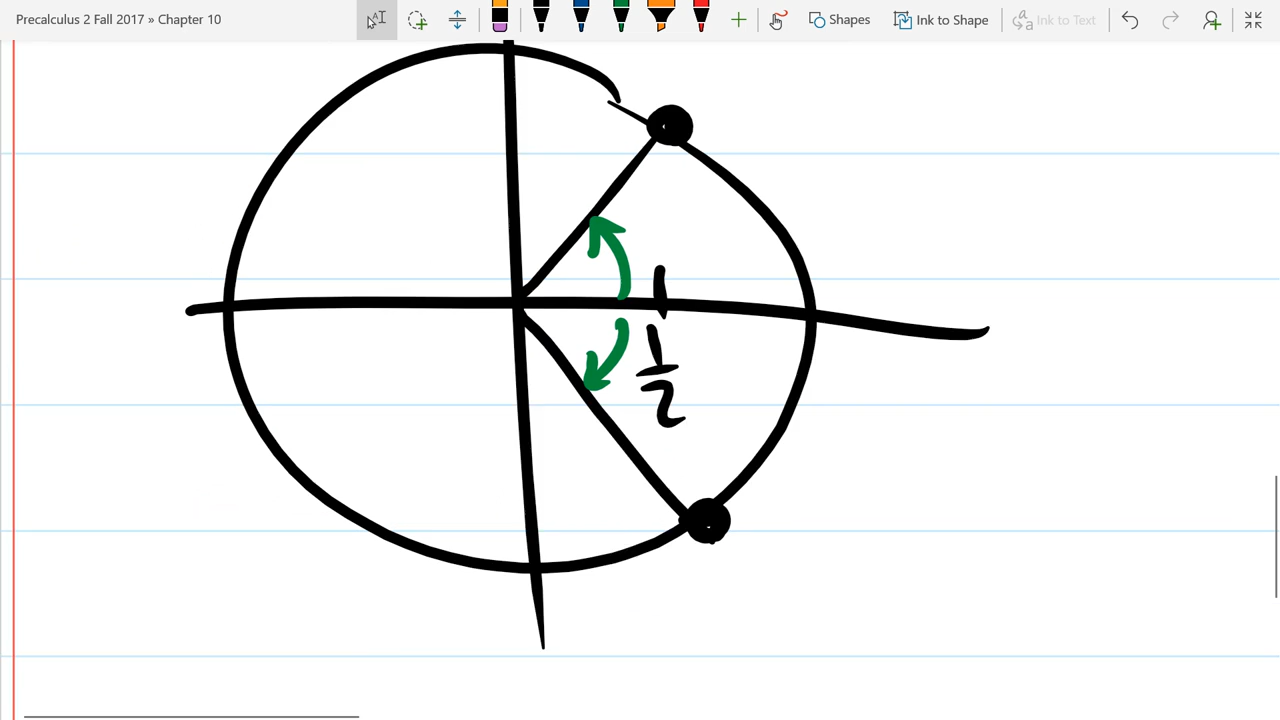 Precalculus 2 Fall 2017 » Chapter 10
Shapes
Ink to Shape
Ink to Text
1
2